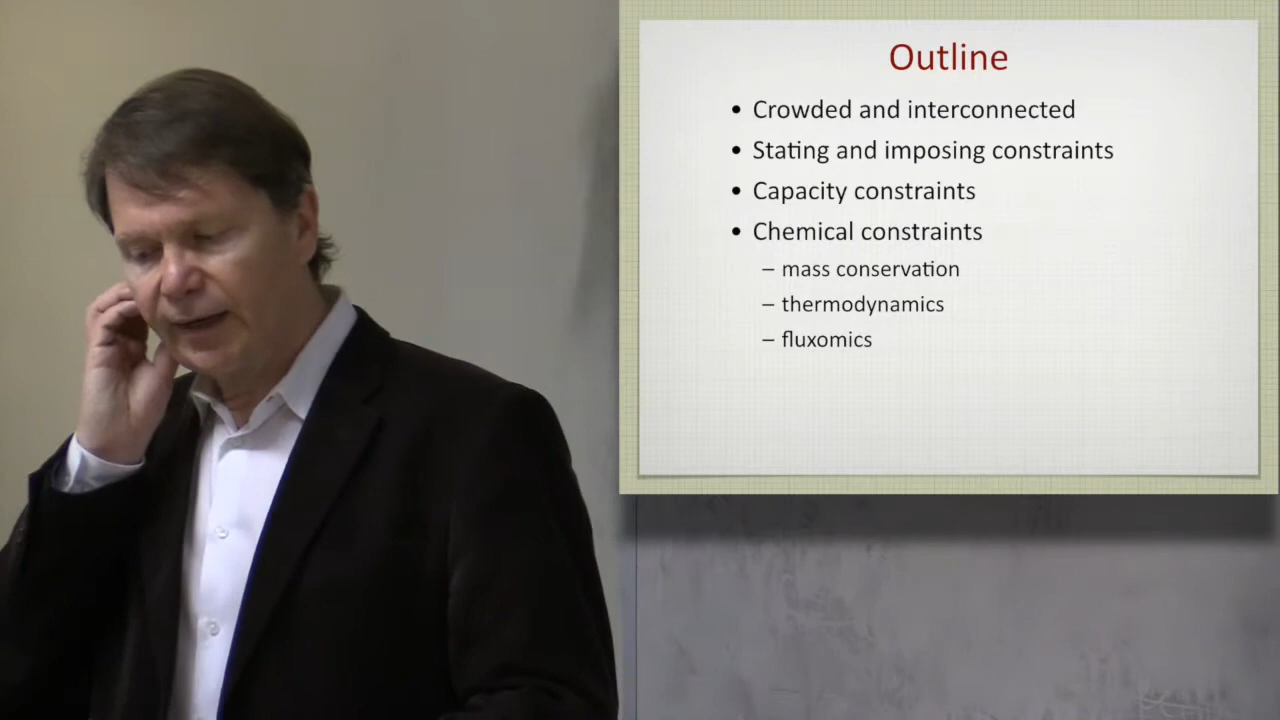 Outline
• Crowded and interconnected
• Stating and imposing constraints
• Capacity constraints
• Chemical constraints
– mass conservation
– thermodynamics
– fluxomics